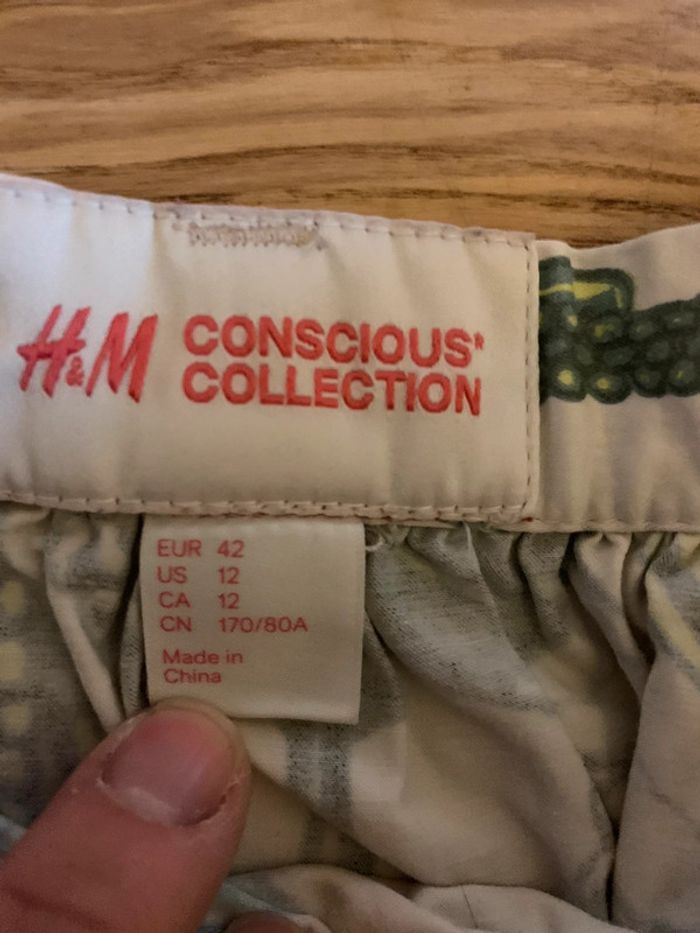 H&M CONSCIOUS*
COLLECTION
EUR 42
US 12
CA 12
CN 170/80A
Made in
China